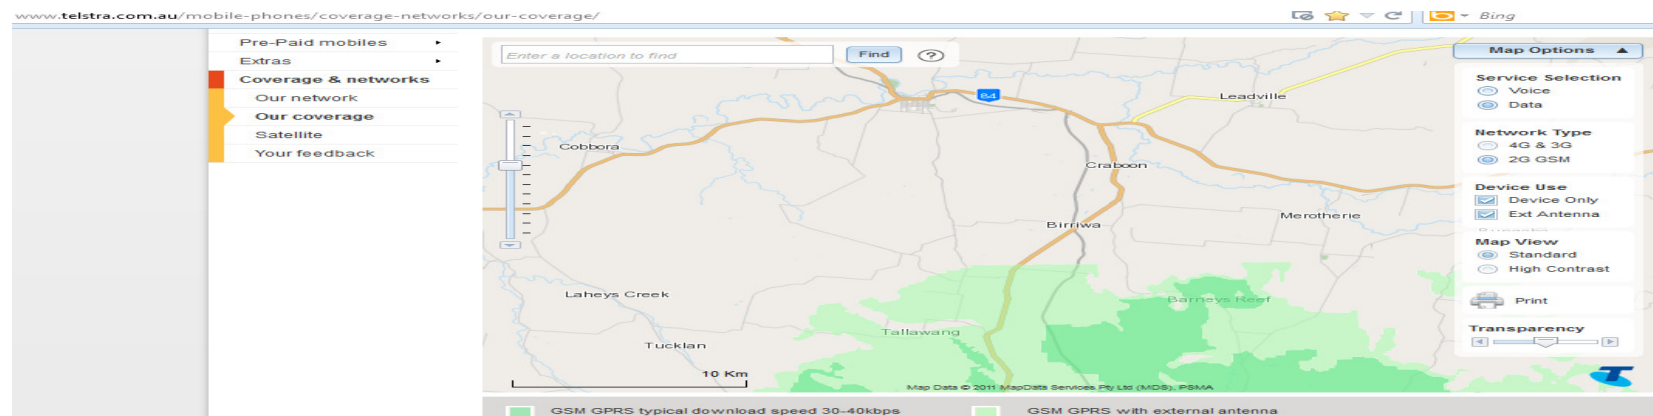 www.telstra.com.au/mobile-phones/coverage-networks/our-coverage/
Bing
Pre-Paid mobiles
Extras
Coverage & networks
Our network
Our coverage
Satellite
Your feedback
Enter a location to find
Find
?
Map Options
Service Selection
Voice
Data
Network Type
4G & 3G
2G GSM
Device Use
Device Only
Ext Antenna
Map View
Standard
High Contrast
Print
Transparency
84
Leadville
Cobbora
Craboon
Merotherie
Birriwa
Laheys Creek
Barneys Reef
Tallawang
Tucklan
10 Km
Map Data © 2011 MapData Services Pty Ltd (MDS), PSMA
T
GSM GPRS typical download speed 30-40kbps
GSM GPRS with external antenna